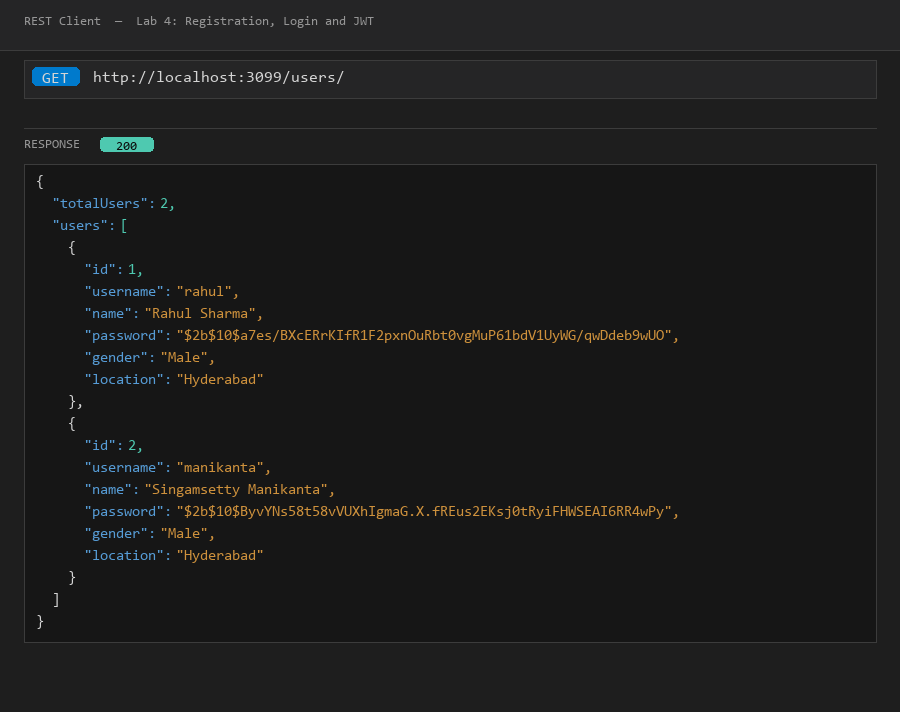 REST Client  —  Lab 4: Registration, Login and JWT
GET http://localhost:3099/users/
RESPONSE 200
{
  "totalUsers": 2,
  "users": [
    {
      "id": 1,
      "username": "rahul",
      "name": "Rahul Sharma",
      "password": "$2b$10$a7es/BXcERrKIfR1F2pxnOuRbt0vgMuP61bdV1UyWG/qwDdeb9wUO",
      "gender": "Male",
      "location": "Hyderabad"
    },
    {
      "id": 2,
      "username": "manikanta",
      "name": "Singamsetty Manikanta",
      "password": "$2b$10$ByvYNs58t58vVUXhIgmaG.X.fREus2EKsj0tRyiFHWSEAI6RR4wPy",
      "gender": "Male",
      "location": "Hyderabad"
    }
  ]
}